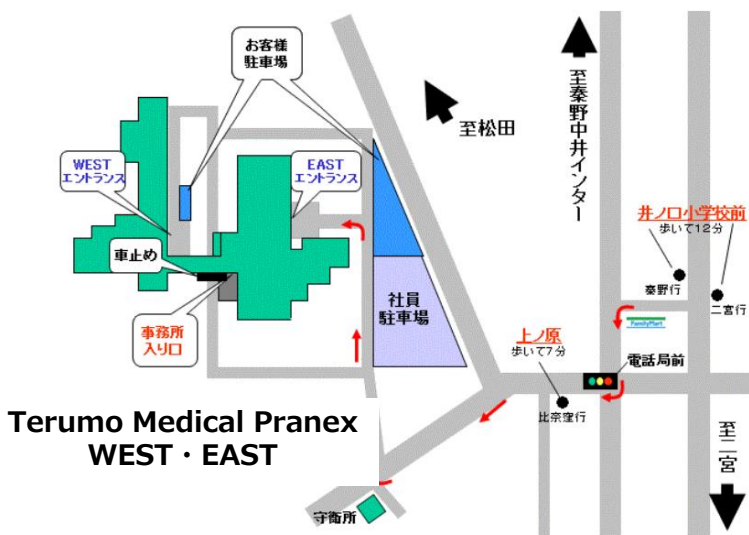 お客様
駐車場
至松田
至秦野中井インター
WEST
エントランス
EAST
エントランス
井ノ口小学校前
歩いて12分
秦野行
二宮行
車止め
社員
駐車場
FamilyMart
事務所
入り口
上ノ原
歩いて7分
電話局前
比奈窪行
Terumo Medical Pranex
WEST・EAST
至二宮
守衛所